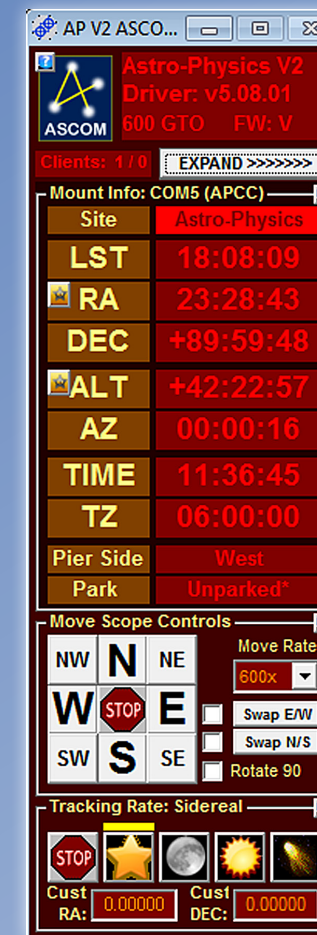 AP V2 ASCO...
Astro-Physics V2
Driver: v5.08.01
600 GTO FW: V
ASCOM
Clients: 1 / 0 EXPAND >>>>>>>
Mount Info: COM5 (APCC)
Site Astro-Physics
LST 18:08:09
RA 23:28:43
DEC +89:59:48
ALT +42:22:57
AZ 00:00:16
TIME 11:36:45
TZ 06:00:00
Pier Side West
Park Unparked*
Move Scope Controls
NW N NE
Move Rate
600x
W STOP E
Swap E/W
Swap N/S
SW S SE
Rotate 90
Tracking Rate: Sidereal
STOP
Cust RA: 0.00000 Cust DEC: 0.00000